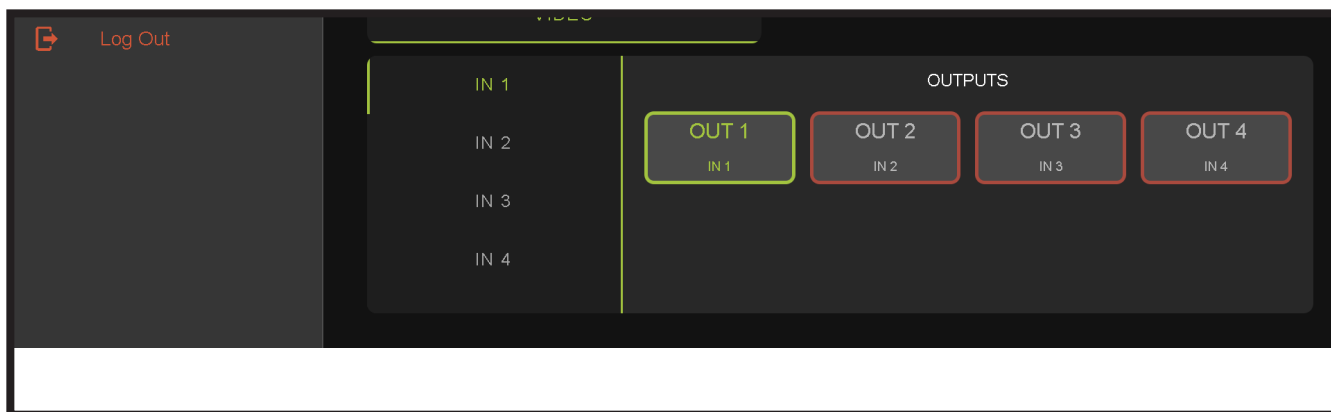 Log Out
VIDEO
IN 1
IN 2
IN 3
IN 4
OUTPUTS
OUT 1
IN 1
OUT 2
IN 2
OUT 3
IN 3
OUT 4
IN 4